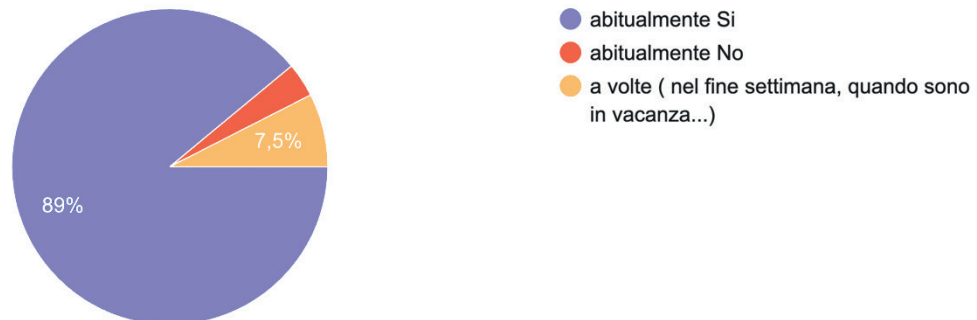 abitualmente Si
abitualmente No
a volte ( nel fine settimana, quando sono
in vacanza...)
7,5%
89%